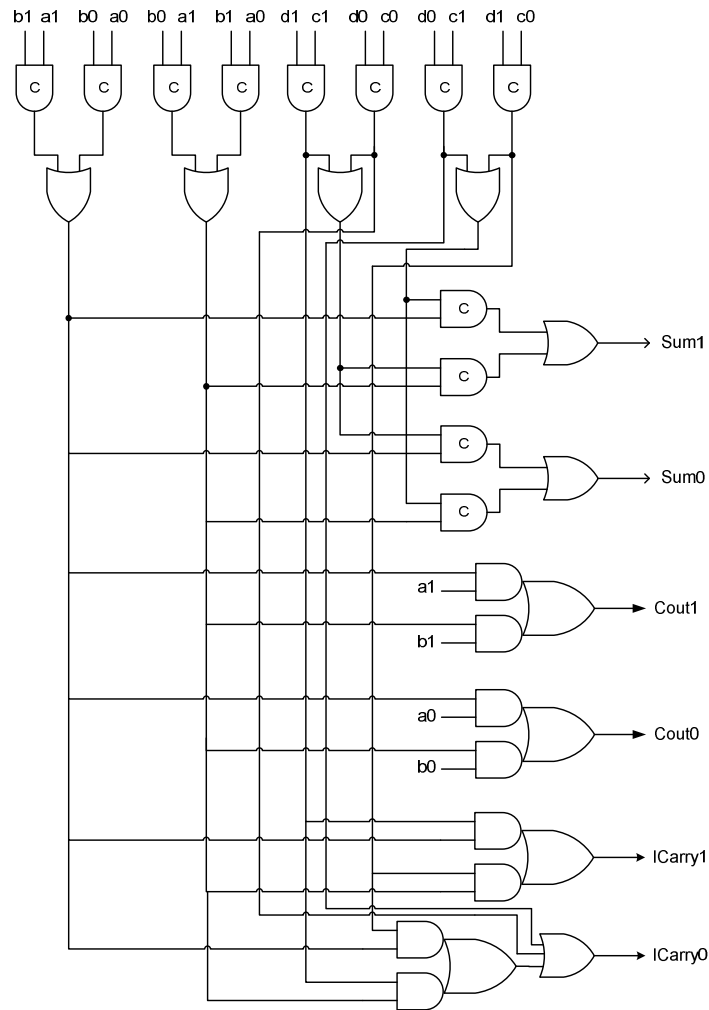 b1 a1 b0 a0 b0 a1 b1 a0 d1 c1 d0 c0 d0 c1 d1 c0
C C C C C C C C
C
Sum1
C
C
Sum0
C
a1
Cout1
b1
a0
Cout0
b0
ICarry1
ICarry0